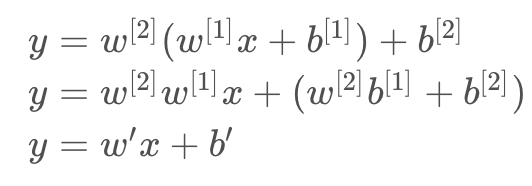 y = w^{[2]}(w^{[1]}x + b^{[1]}) + b^{[2]}
y = w^{[2]}w^{[1]}x + (w^{[2]}b^{[1]} + b^{[2]})
y = w'x + b'